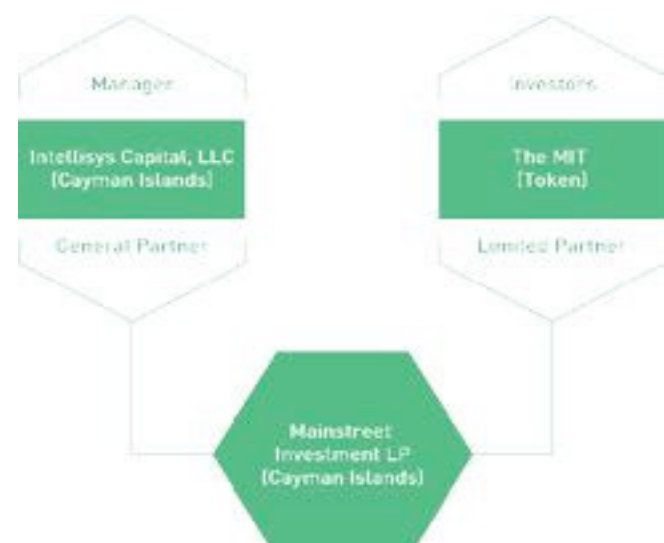 Manager
Intellisys Capital, LLC
(Cayman Islands)
General Partner
Investors
The MIT
(Token)
Limited Partner
Mainstreet
Investment LP
(Cayman Islands)